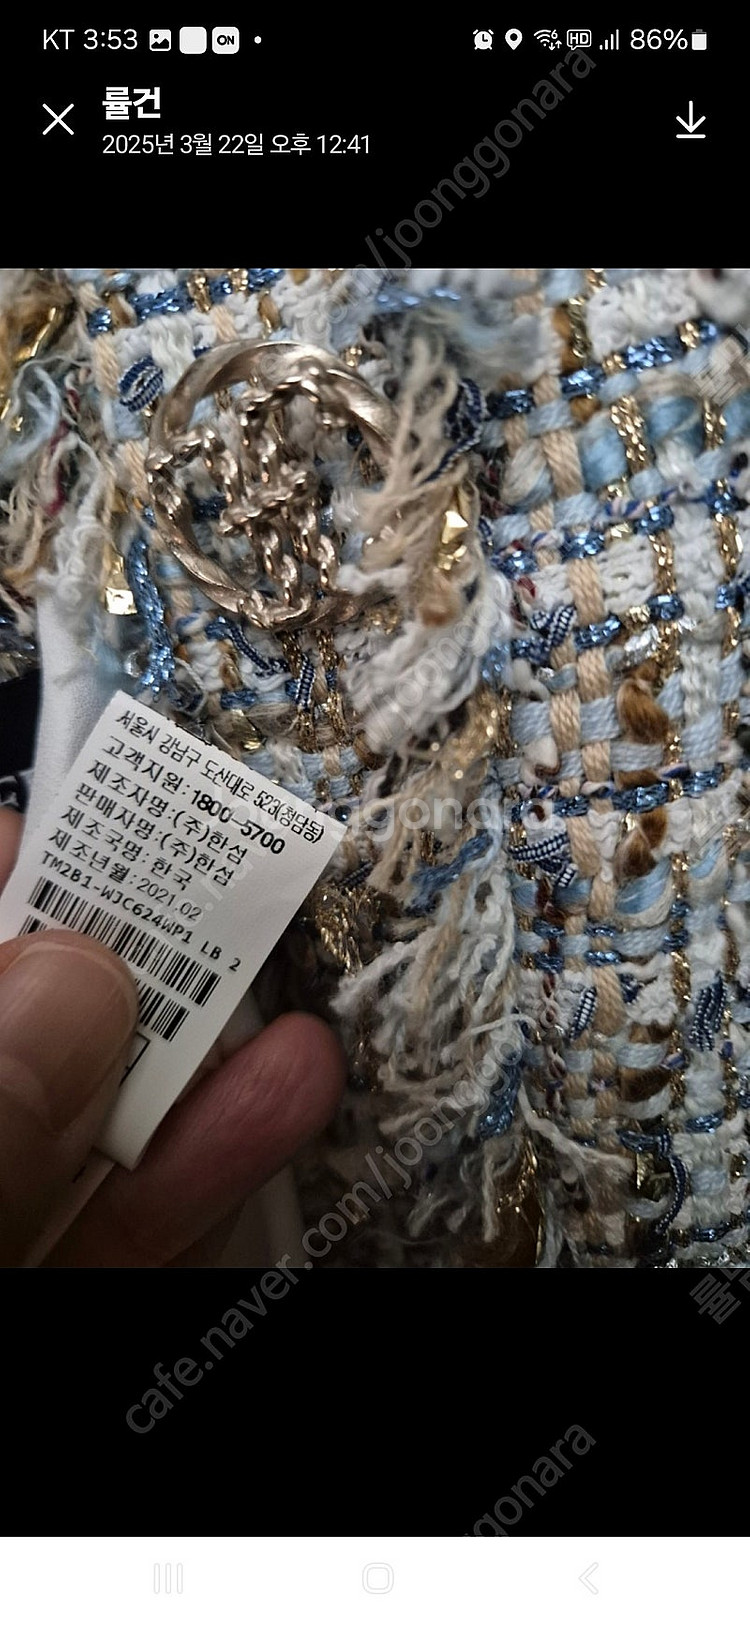 KT 3:53 ON HD 86%
률건
2025년 3월 22일 오후 12:41
서울시 강남구 도산대로 523(청담동)
고객지원: 1800-5700
제조자명:(주)한섬
판매자명:(주)한섬
제조국명: 한국
제조년월: 2021.02
TM2B1-WJC624WP1 LB 2
joonggonara
cafe.naver.com/joonggonara